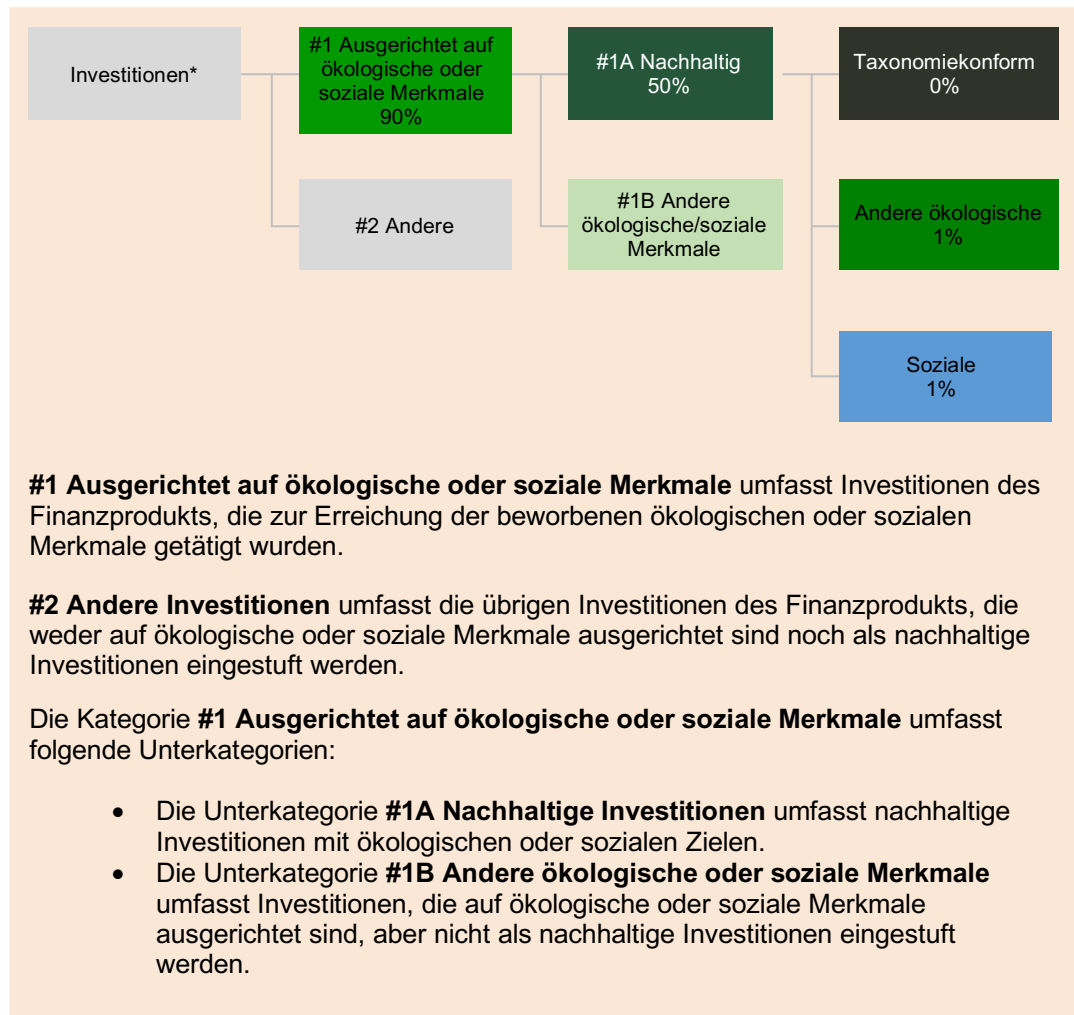 Investitionen*
#1 Ausgerichtet auf
ökologische oder
soziale Merkmale
90%
#2 Andere
#1A Nachhaltig
50%
#1B Andere
ökologische/soziale
Merkmale
Taxonomiekonform
0%
Andere ökologische
1%
Soziale
1%
#1 Ausgerichtet auf ökologische oder soziale Merkmale umfasst Investitionen des
Finanzprodukts, die zur Erreichung der beworbenen ökologischen oder sozialen
Merkmale getätigt wurden.
#2 Andere Investitionen umfasst die übrigen Investitionen des Finanzprodukts, die
weder auf ökologische oder soziale Merkmale ausgerichtet sind noch als nachhaltige
Investitionen eingestuft werden.
Die Kategorie #1 Ausgerichtet auf ökologische oder soziale Merkmale umfasst
folgende Unterkategorien:
• Die Unterkategorie #1A Nachhaltige Investitionen umfasst nachhaltige
Investitionen mit ökologischen oder sozialen Zielen.
• Die Unterkategorie #1B Andere ökologische oder soziale Merkmale
umfasst Investitionen, die auf ökologische oder soziale Merkmale
ausgerichtet sind, aber nicht als nachhaltige Investitionen eingestuft
werden.